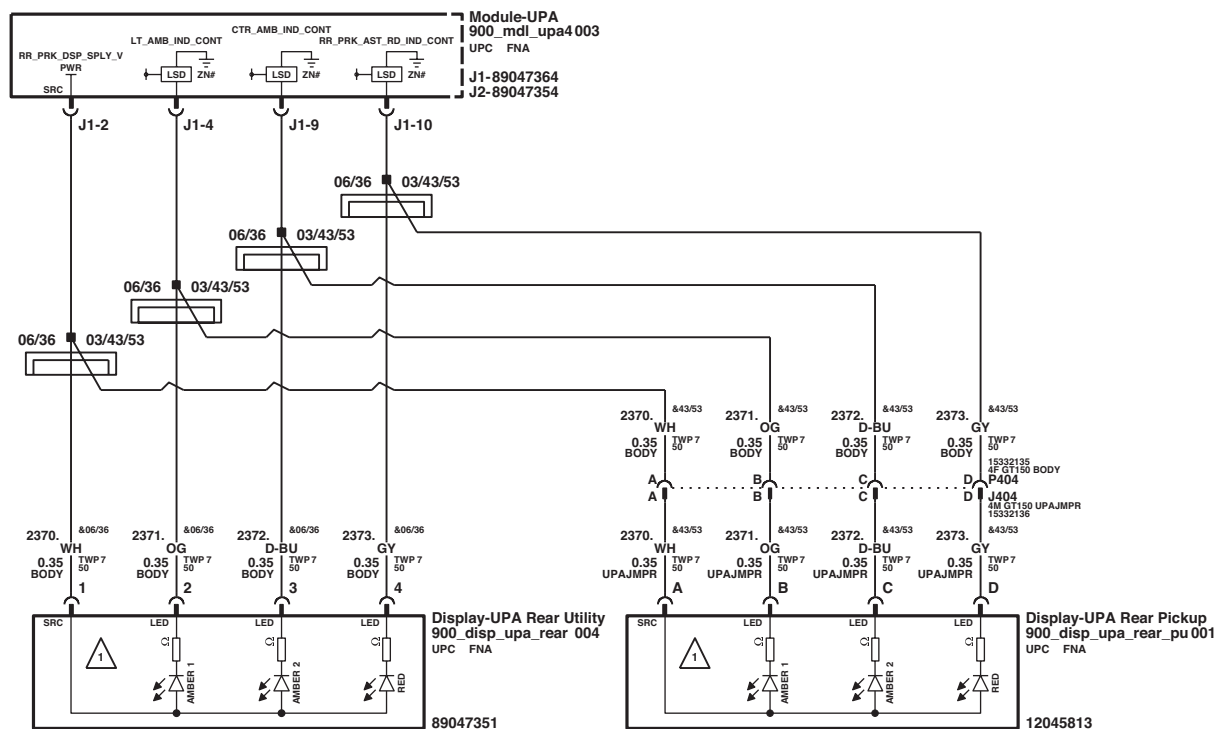 Module-UPA
900_mdl_upa4 003
UPC FNA
J1-89047364
J2-89047354
RR_PRK_DSP_SPLY_V
PWR
SRC
LT_AMB_IND_CONT
LSD
ZN#
CTR_AMB_IND_CONT
LSD
ZN#
RR_PRK_AST_RD_IND_CONT
LSD
ZN#
J1-2
J1-4
J1-9
J1-10
06/36 03/43/53
06/36 03/43/53
06/36 03/43/53
06/36 03/43/53
2370. &43/53
WH
0.35 TWP 7
BODY 50
2371. &43/53
OG
0.35 TWP 7
BODY 50
2372. &43/53
D-BU
0.35 TWP 7
BODY 50
2373. &43/53
GY
0.35 TWP 7
BODY 50
15332135
4F GT150 BODY
A B C D P404
A B C D J404
4M GT150 UPAJMPR
15332136
2370. &06/36
WH
0.35 TWP 7
BODY 50
1
2371. &06/36
OG
0.35 TWP 7
BODY 50
2
2372. &06/36
D-BU
0.35 TWP 7
BODY 50
3
2373. &06/36
GY
0.35 TWP 7
BODY 50
4
2370. &43/53
WH
0.35 TWP 7
UPAJMPR 50
A
2371. &43/53
OG
0.35 TWP 7
UPAJMPR 50
B
2372. &43/53
D-BU
0.35 TWP 7
UPAJMPR 50
C
2373. &43/53
GY
0.35 TWP 7
UPAJMPR 50
D
Display-UPA Rear Utility
900_disp_upa_rear 004
UPC FNA
SRC LED LED LED
1
Ω Ω Ω
AMBER 1
AMBER 2
RED
89047351
Display-UPA Rear Pickup
900_disp_upa_rear_pu 001
UPC FNA
SRC LED LED LED
1
Ω Ω Ω
AMBER 1
AMBER 2
RED
12045813